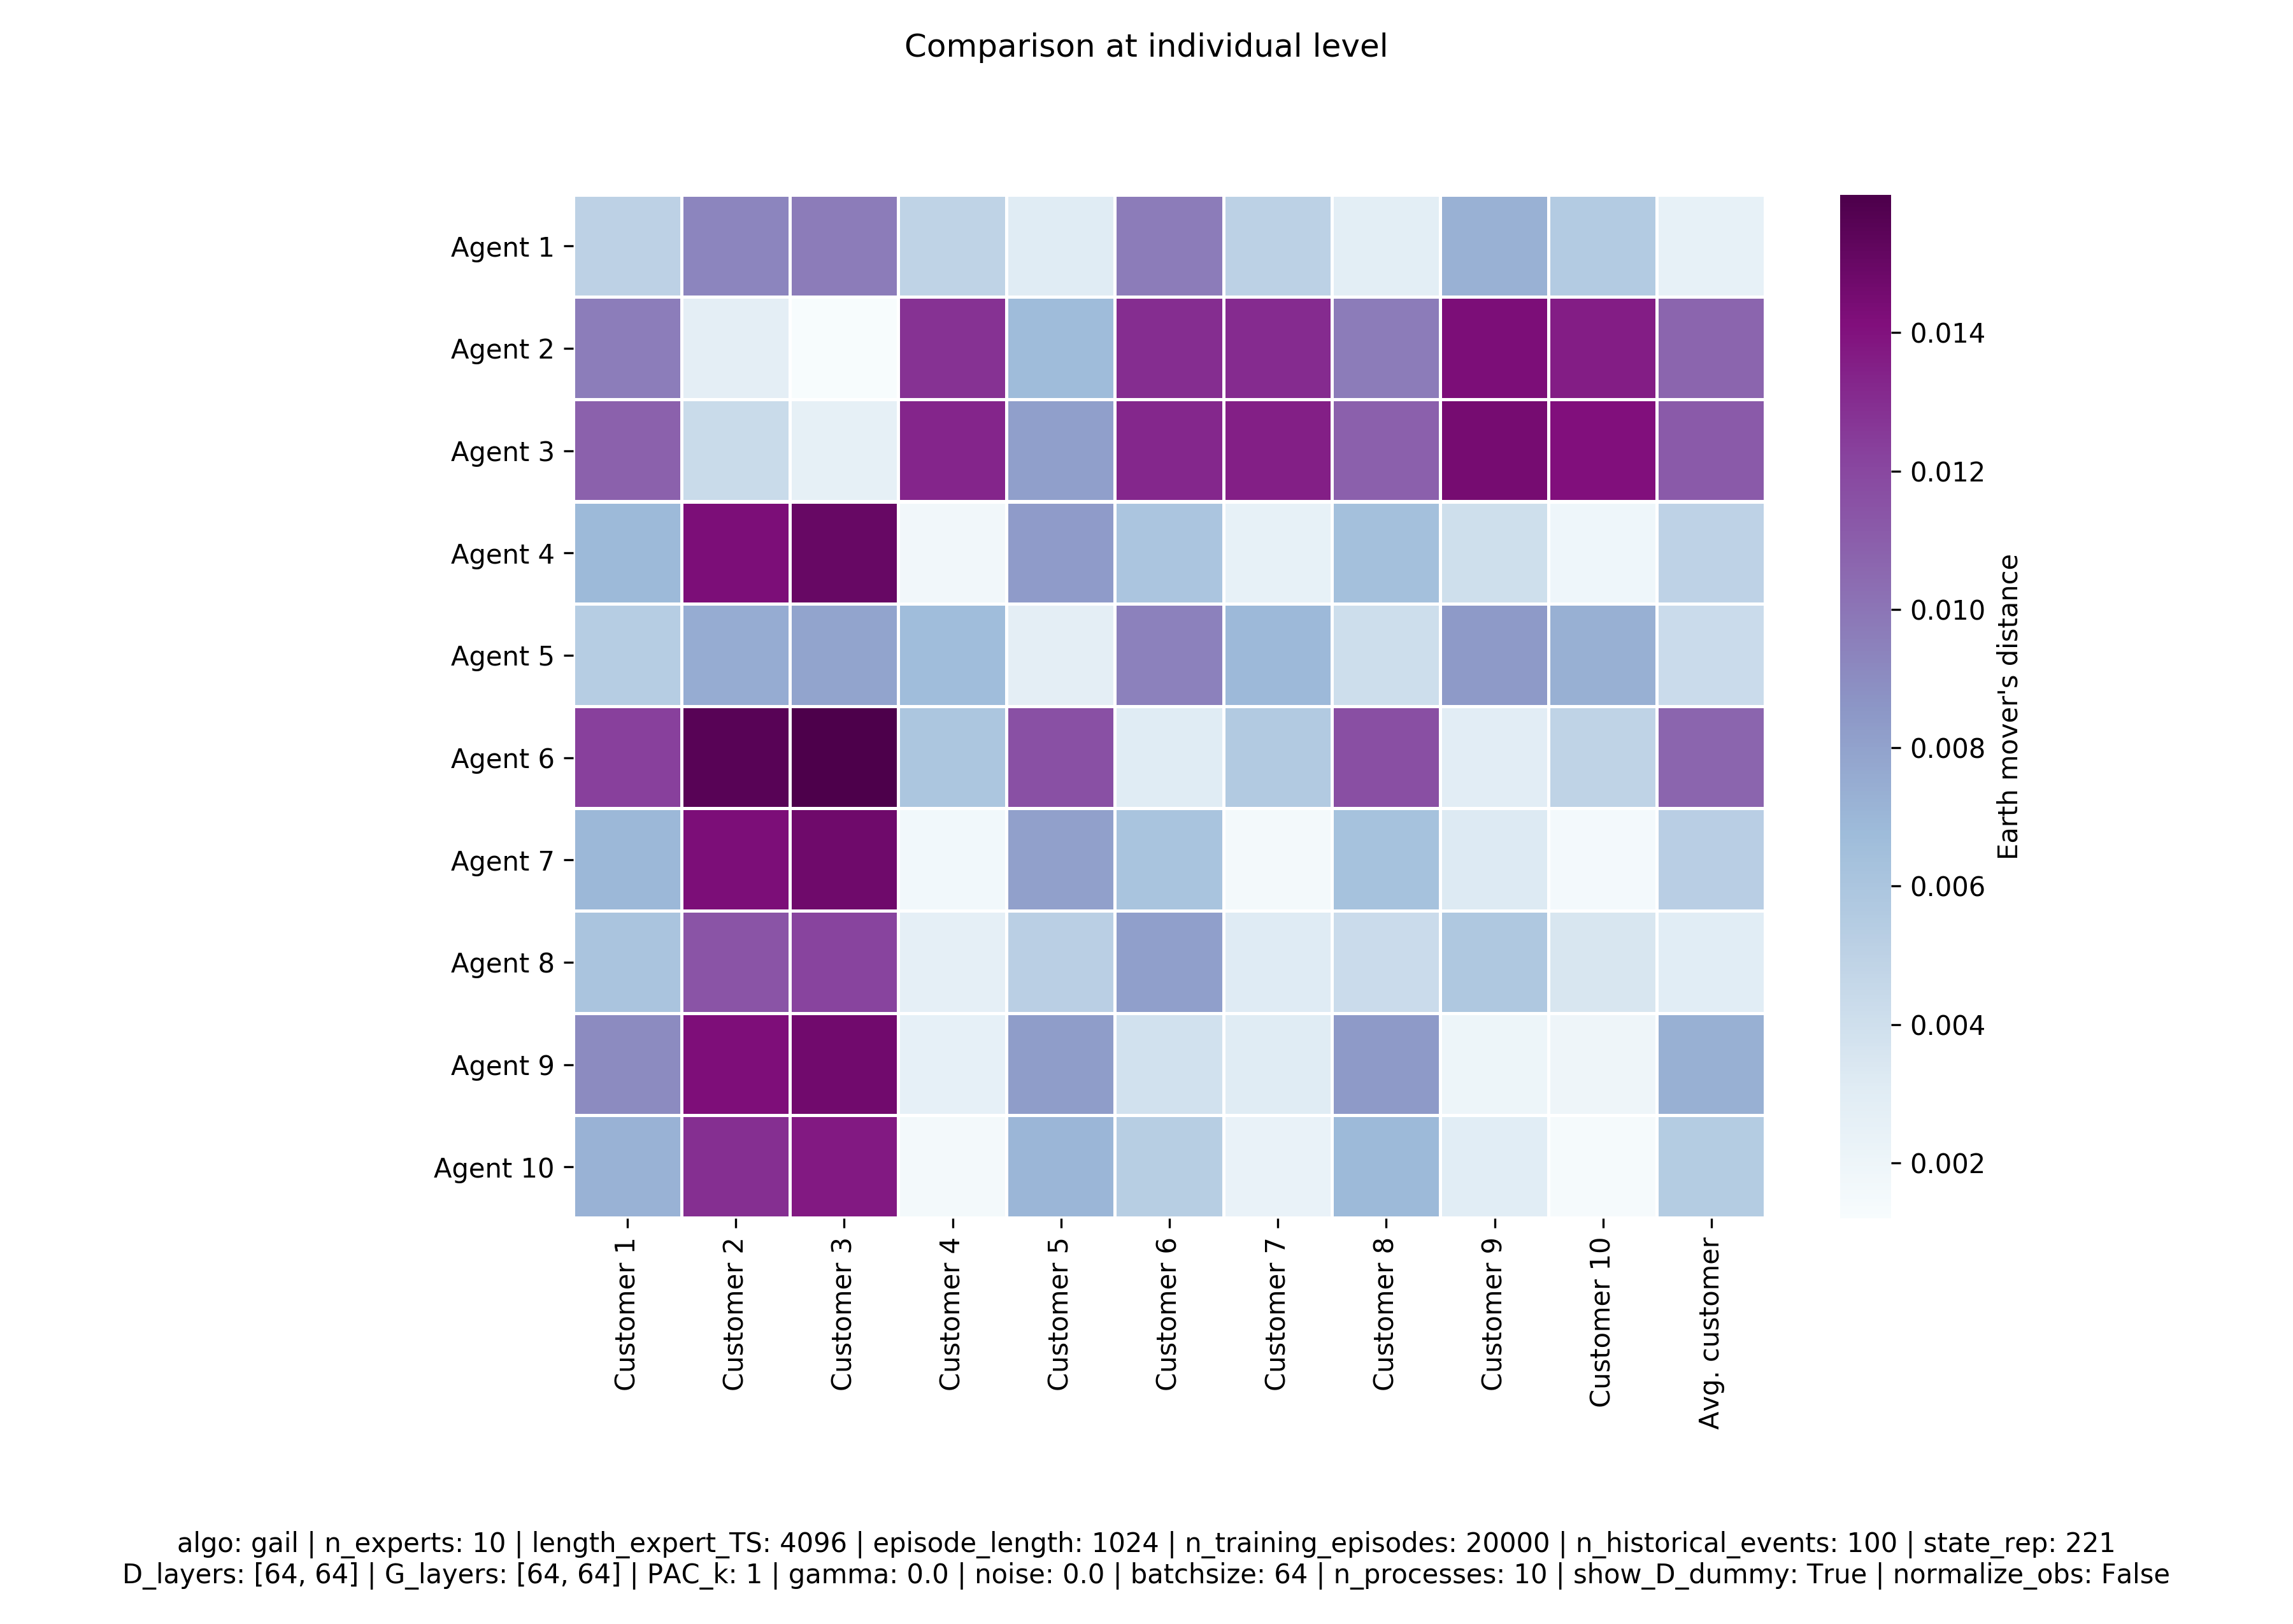 Comparison at individual level
Agent 1
Agent 2
Agent 3
Agent 4
Agent 5
Agent 6
Agent 7
Agent 8
Agent 9
Agent 10
Customer 1
Customer 2
Customer 3
Customer 4
Customer 5
Customer 6
Customer 7
Customer 8
Customer 9
Customer 10
Avg. customer
0.014
0.012
0.010
0.008
0.006
0.004
0.002
Earth mover's distance
algo: gail | n_experts: 10 | length_expert_TS: 4096 | episode_length: 1024 | n_training_episodes: 20000 | n_historical_events: 100 | state_rep: 221
D_layers: [64, 64] | G_layers: [64, 64] | PAC_k: 1 | gamma: 0.0 | noise: 0.0 | batchsize: 64 | n_processes: 10 | show_D_dummy: True | normalize_obs: False